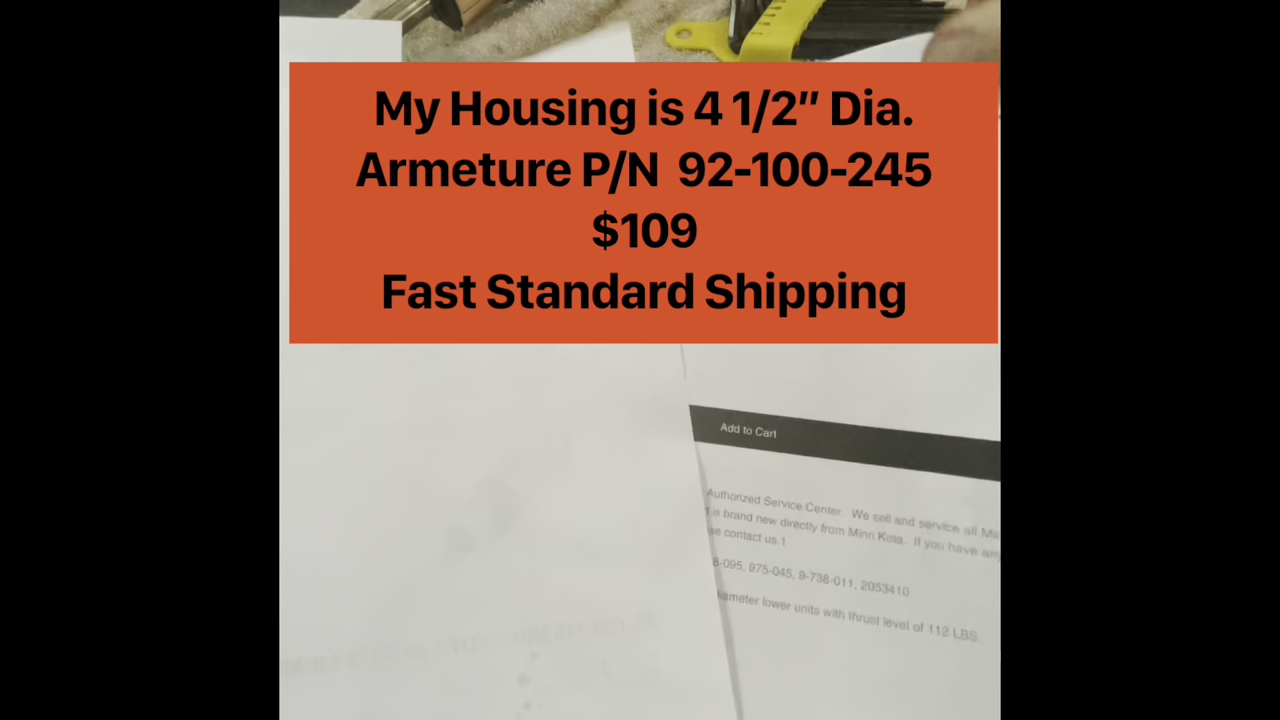 My Housing is 4 1/2" Dia.
Armeture P/N 92-100-245
$109
Fast Standard Shipping
Add to Cart
Authorized Service Center. We sell and service all
is brand new directly from Minn Kota. If you have any
contact us.!
8-095, 975-045, 9-738-011, 2053410
diameter lower units with thrust level of 112 LBS.